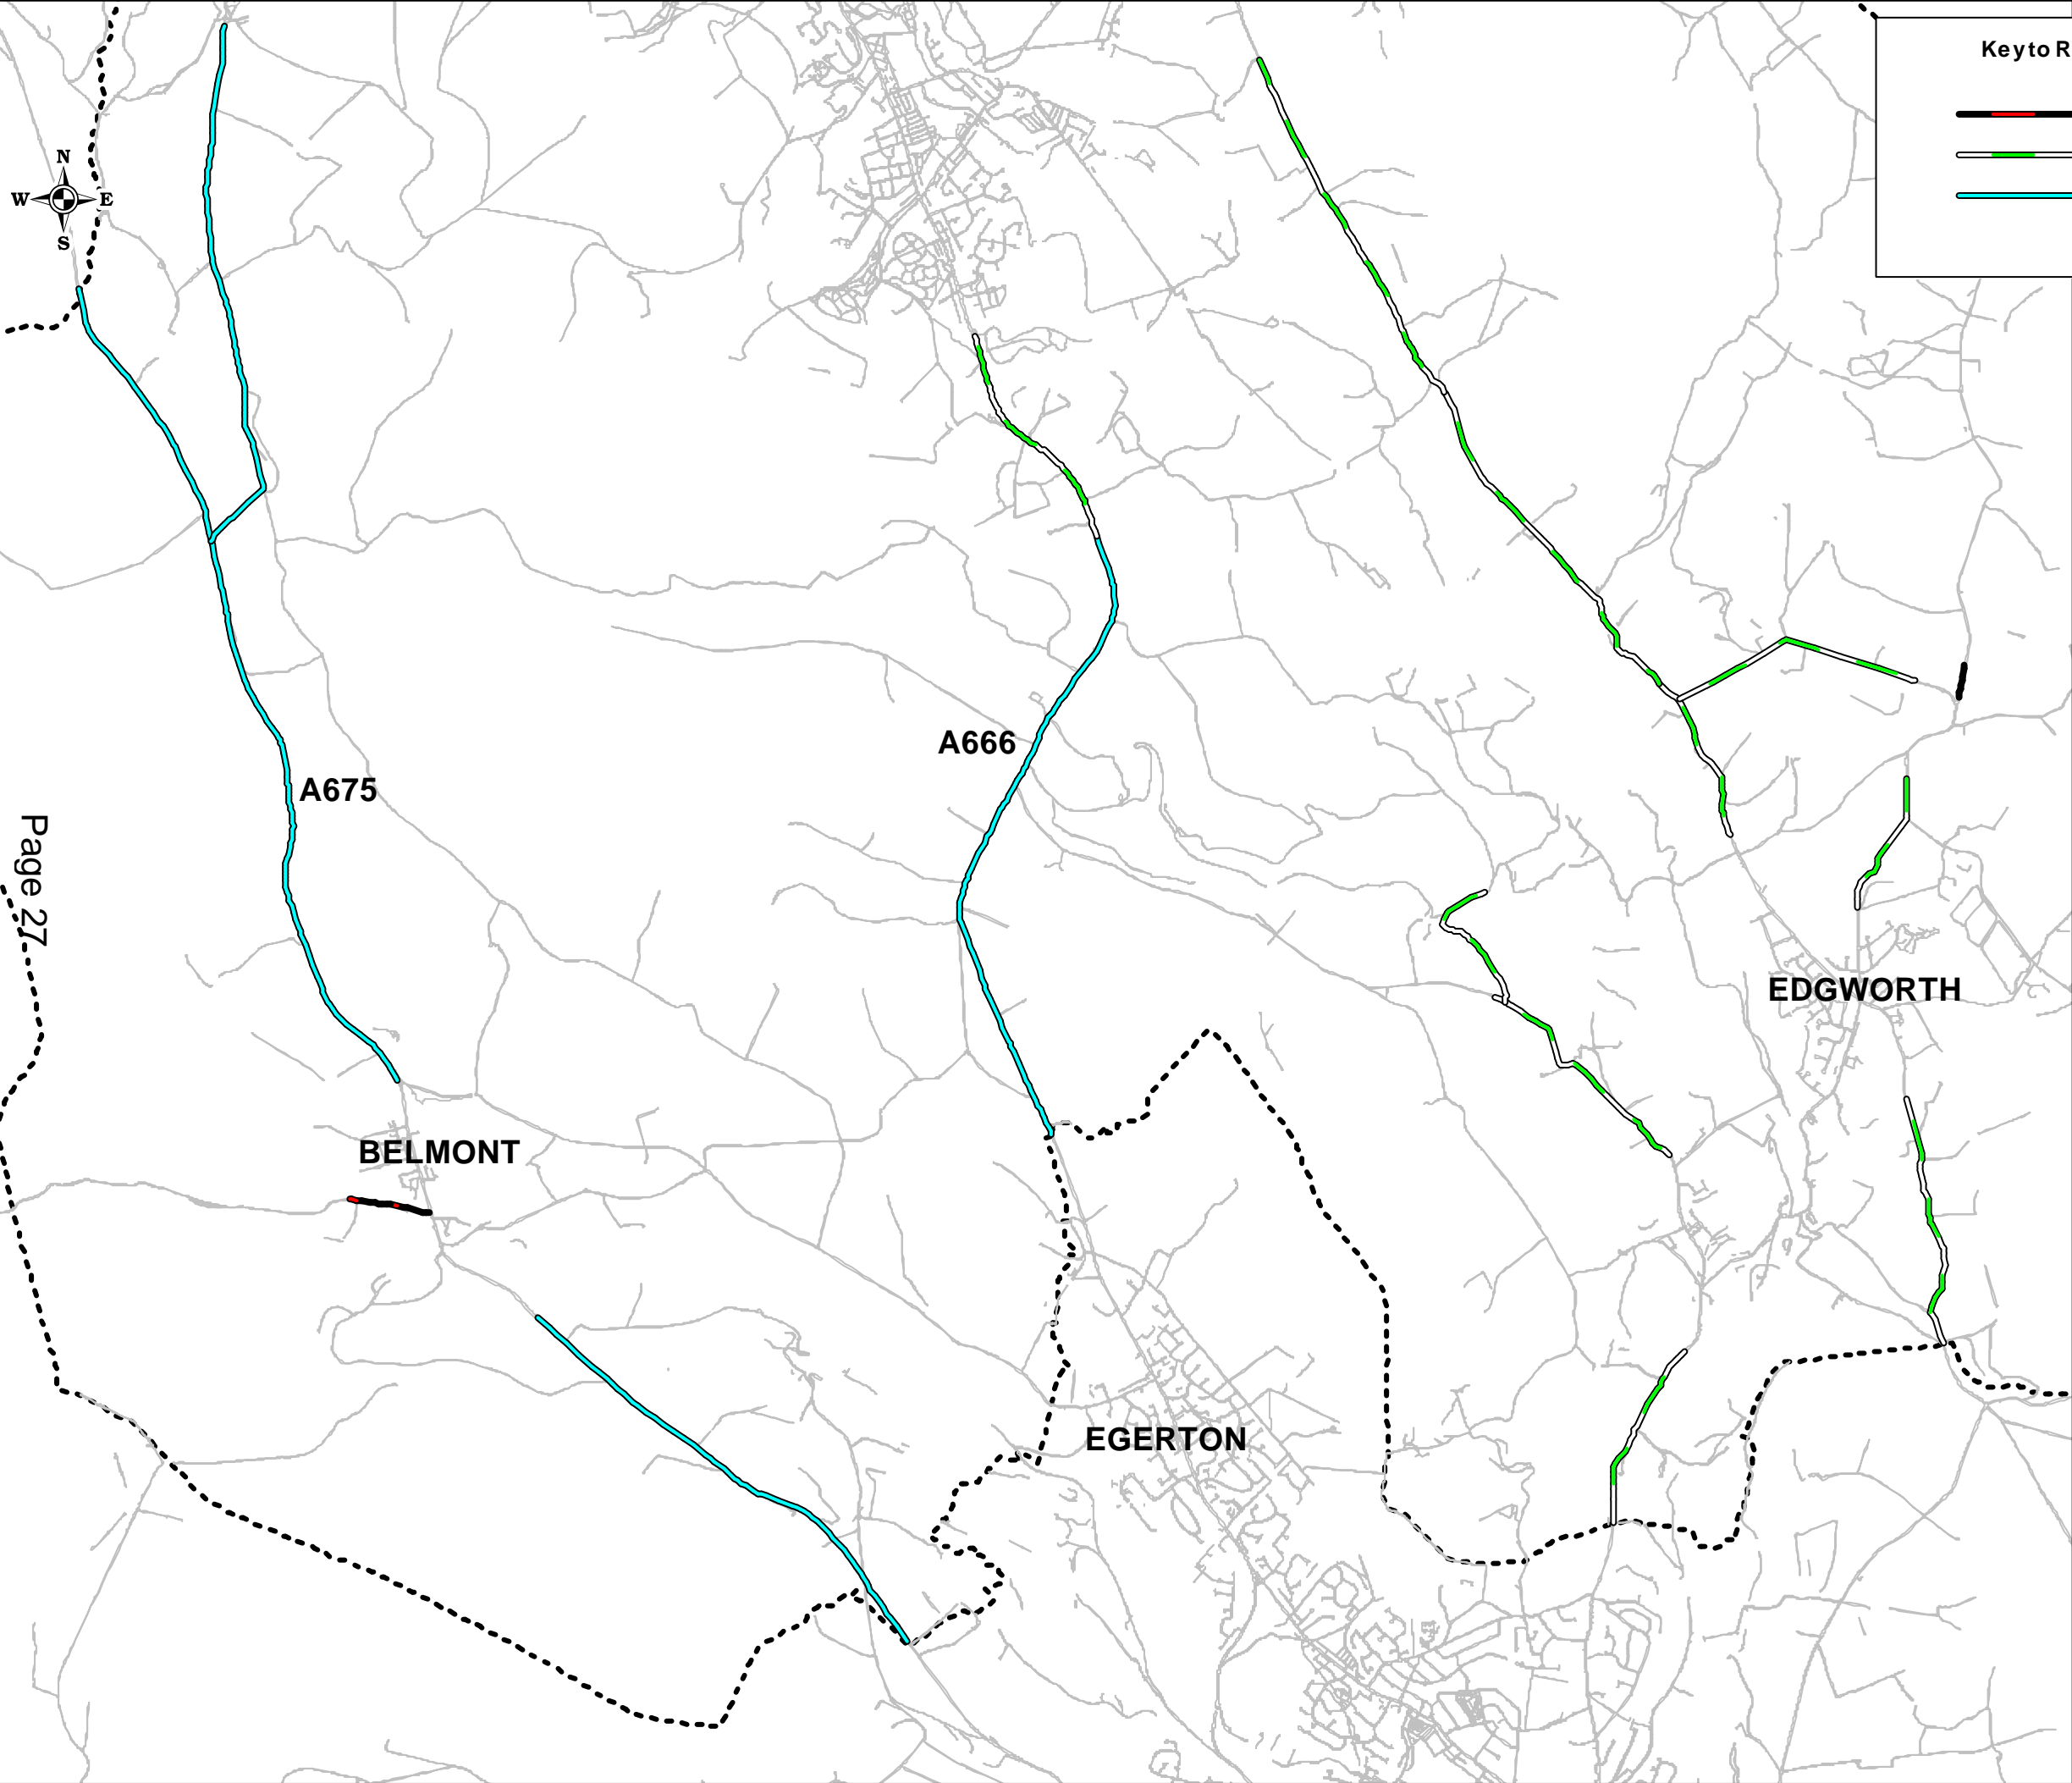 Key to R
N
W E
S
A666
A675
Page 27
EDGWORTH
BELMONT
EGERTON